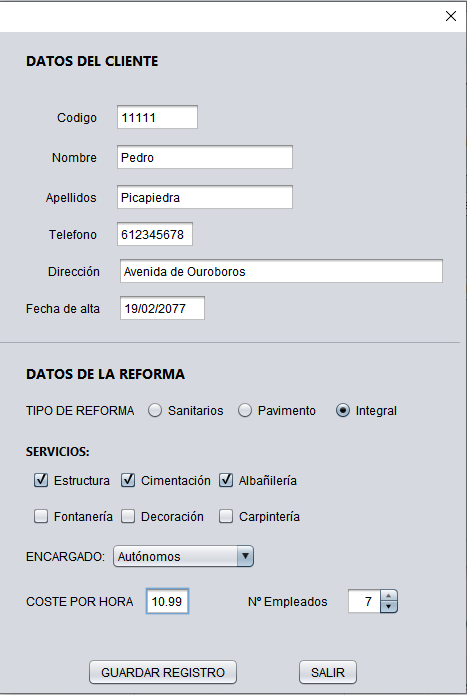 DATOS DEL CLIENTE
Codigo 11111
Nombre Pedro
Apellidos Picapiedra
Telefono 612345678
Dirección Avenida de Ouroboros
Fecha de alta 19/02/2077
DATOS DE LA REFORMA
TIPO DE REFORMA Sanitarios Pavimento Integral
SERVICIOS:
Estructura Cimentación Albañilería
Fontanería Decoración Carpintería
ENCARGADO: Autónomos
COSTE POR HORA 10.99 Nº Empleados 7
GUARDAR REGISTRO SALIR